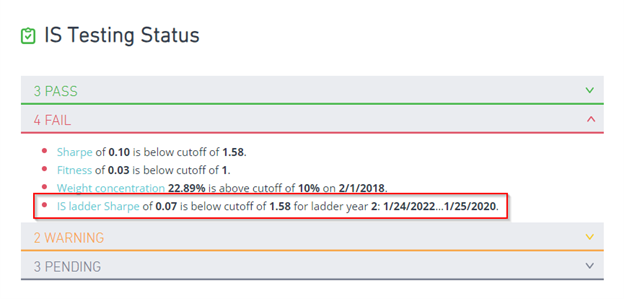 IS Testing Status
3 PASS
4 FAIL
Sharpe of 0.10 is below cutoff of 1.58.
Fitness of 0.03 is below cutoff of 1.
Weight concentration 22.89% is above cutoff of 10% on 2/1/2018.
IS ladder Sharpe of 0.07 is below cutoff of 1.58 for ladder year 2: 1/24/2022...1/25/2020.
2 WARNING
3 PENDING